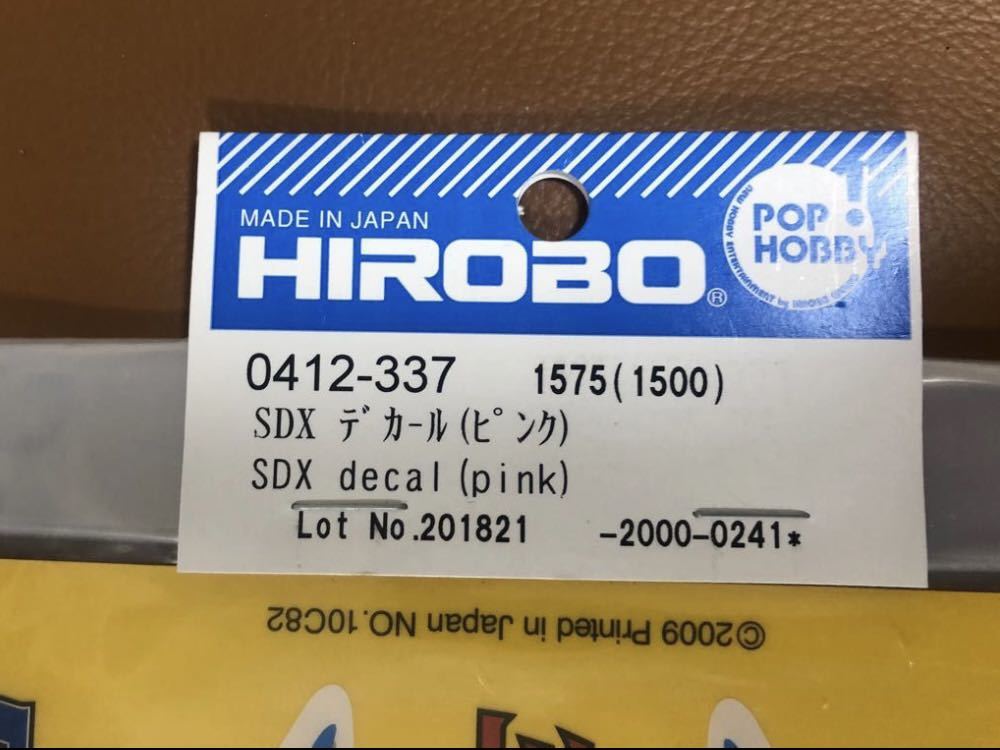 MADE IN JAPAN
HIROBO®
POP!
HOBBY
0412-337 1575(1500)
SDX デカール(ピンク)
SDX decal(pink)
Lot No.201821 -2000-0241*
©2009 Printed in Japan NO.10C82